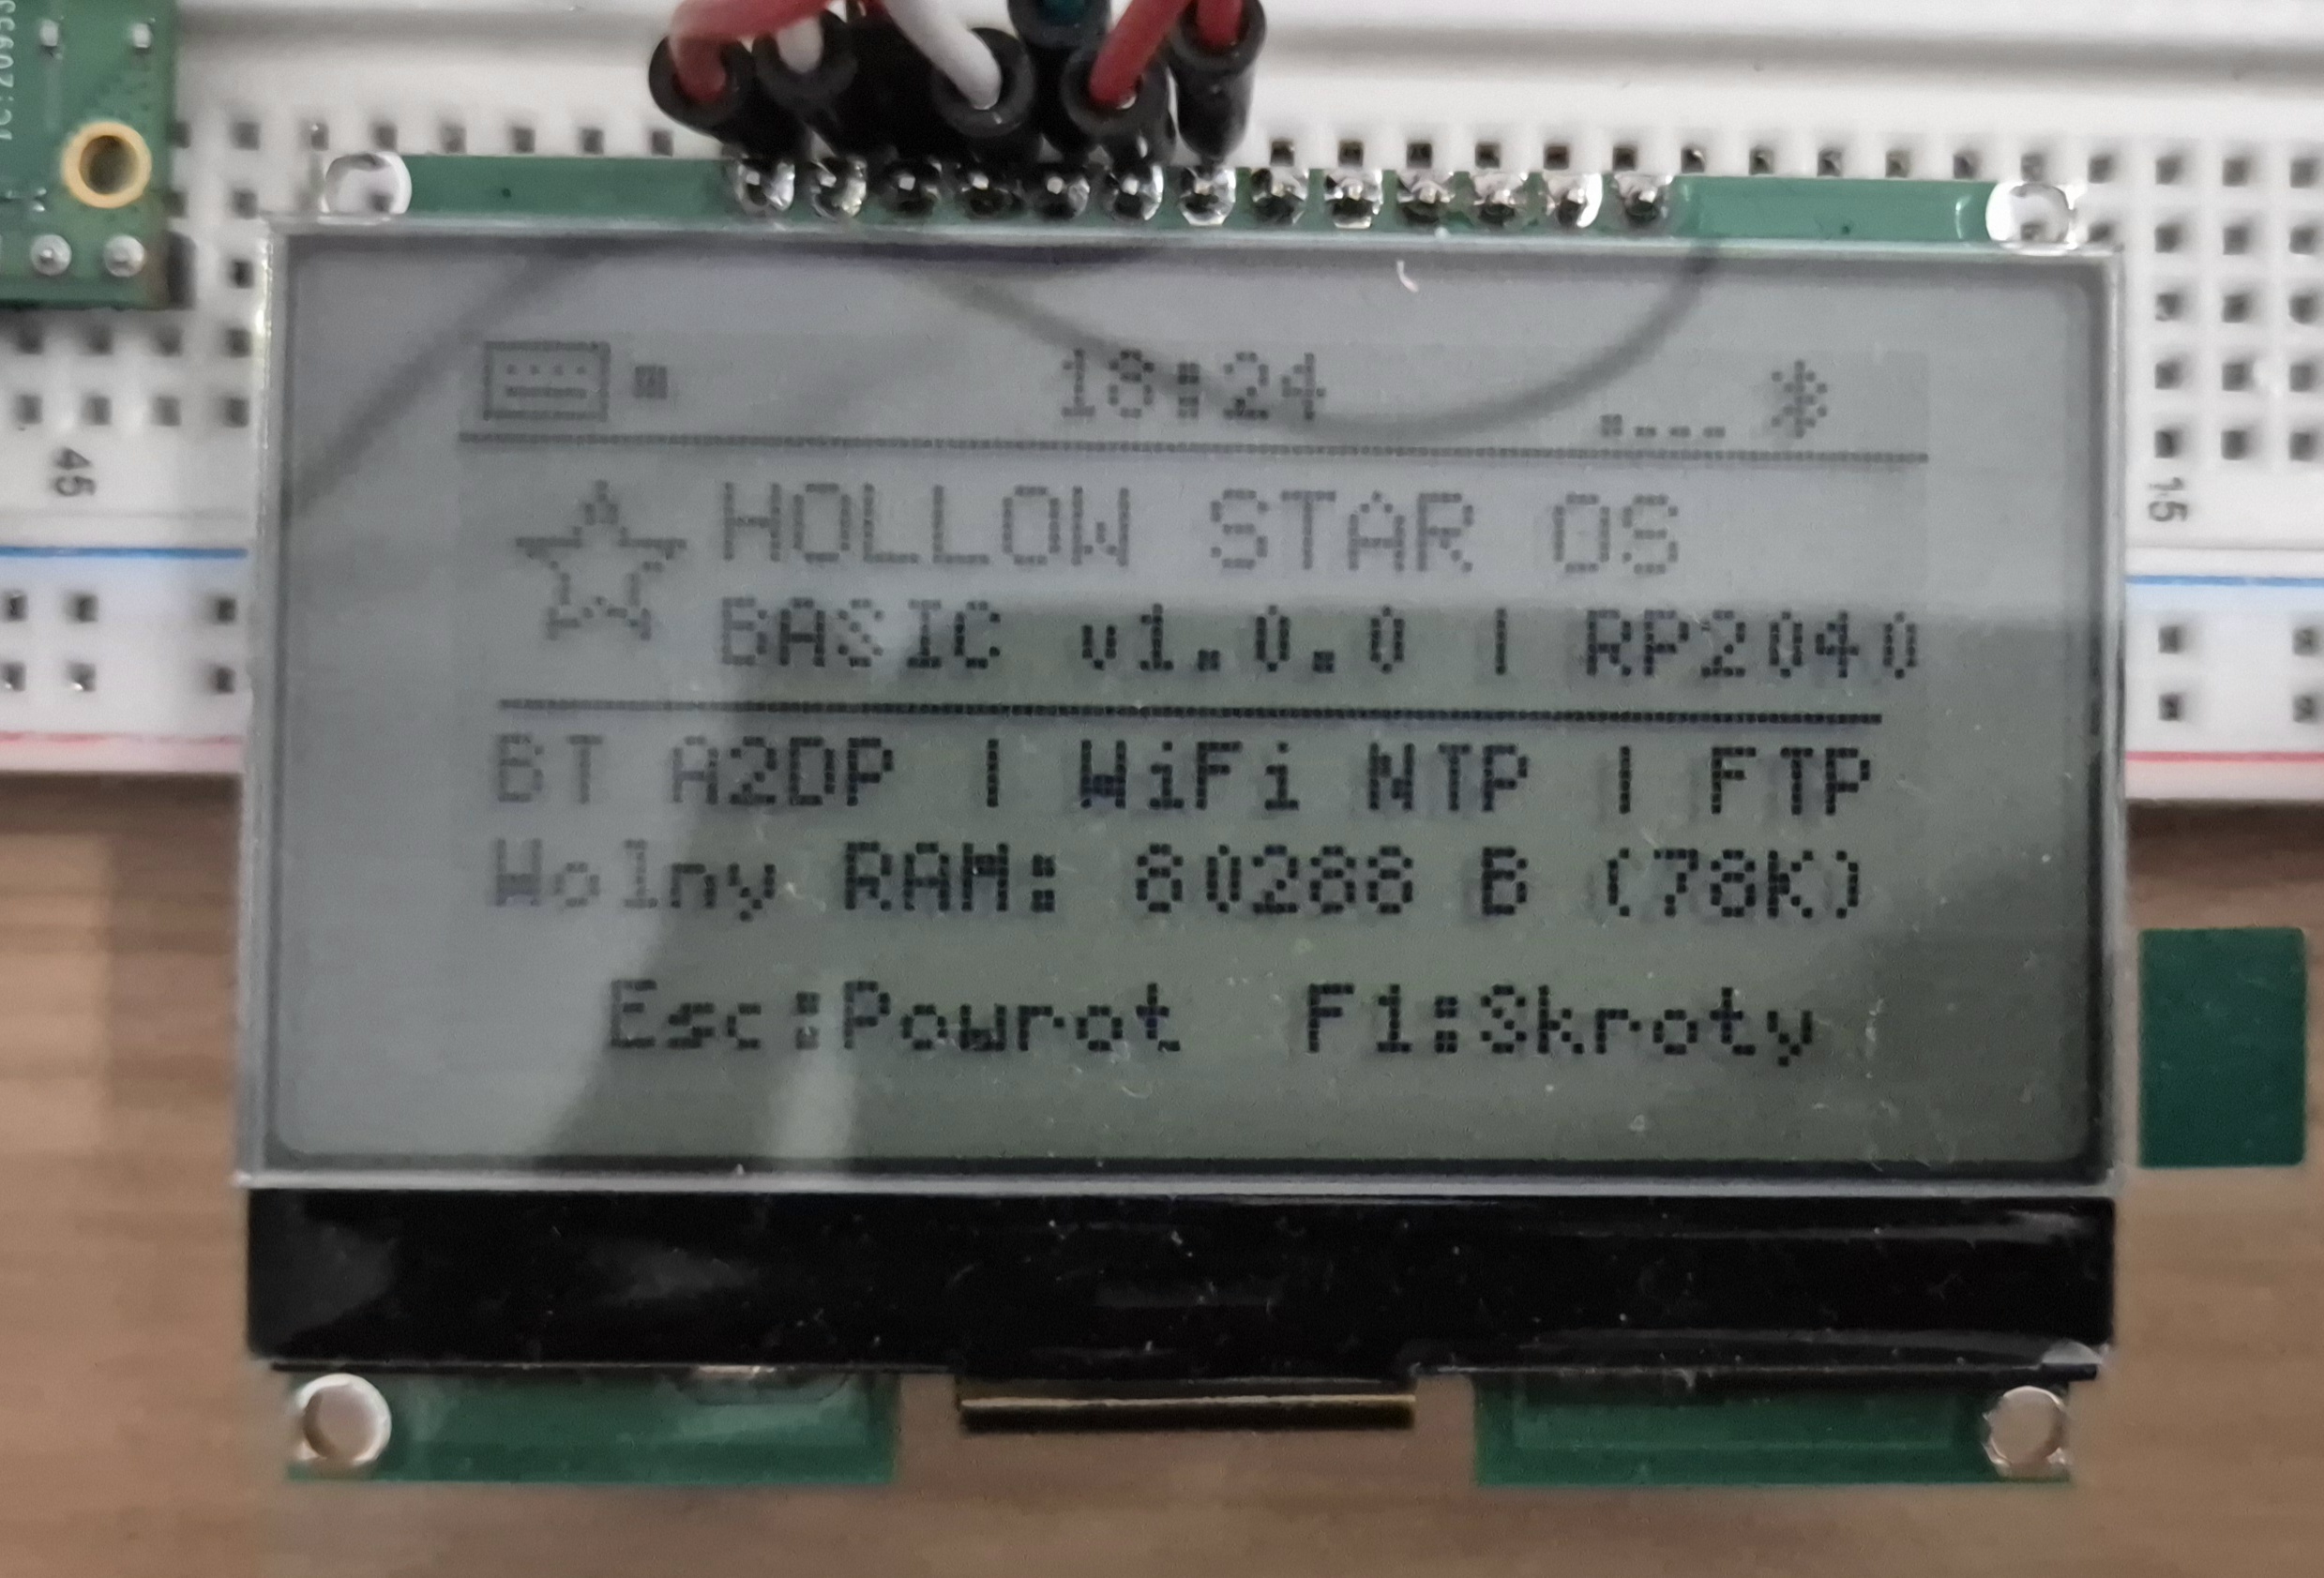 18:24
HOLLOW STAR OS
BASIC v1.0.0 | RP2040
BT A2DP | WiFi NTP | FTP
Wolny RAM: 80288 B (78K)
Esc:Powrot F1:Skroty
45
15